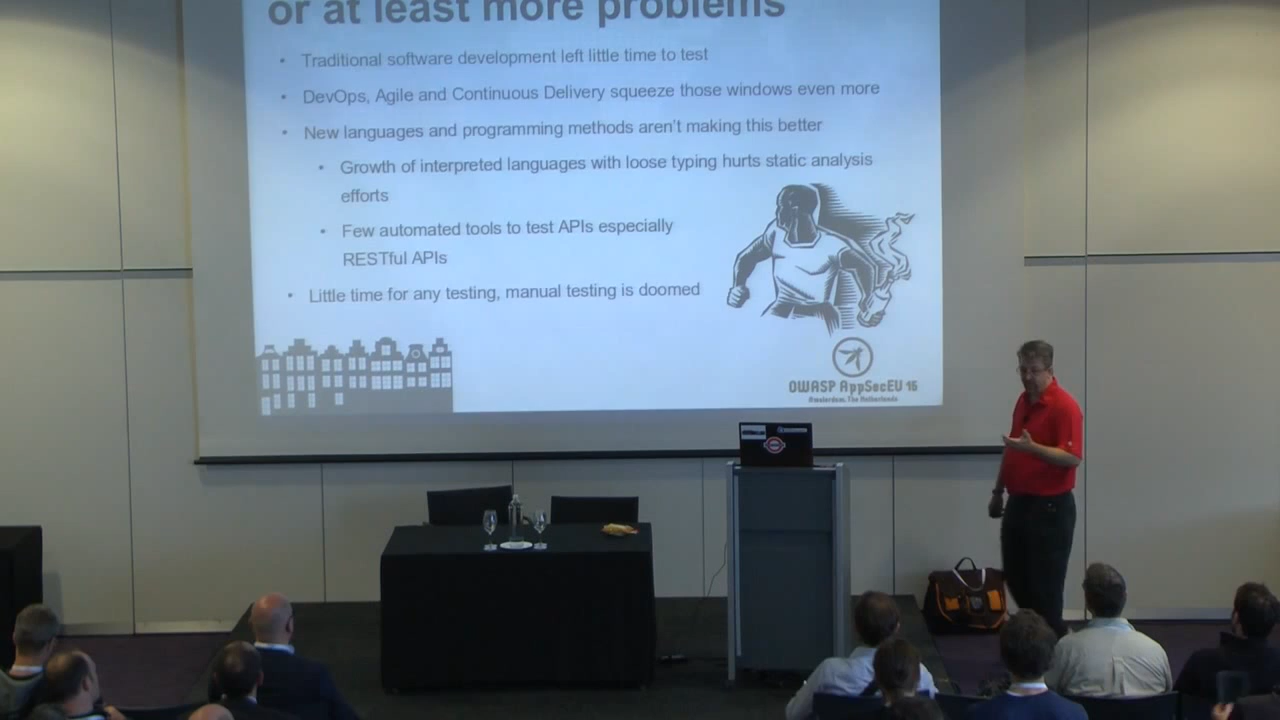 or at least more problems
• Traditional software development left little time to test
• DevOps, Agile and Continuous Delivery squeeze those windows even more
• New languages and programming methods aren't making this better
• Growth of interpreted languages with loose typing hurts static analysis
efforts
• Few automated tools to test APIs especially
RESTful APIs
• Little time for any testing, manual testing is doomed
OWASP AppSecEU 16
Amsterdam, The Netherlands